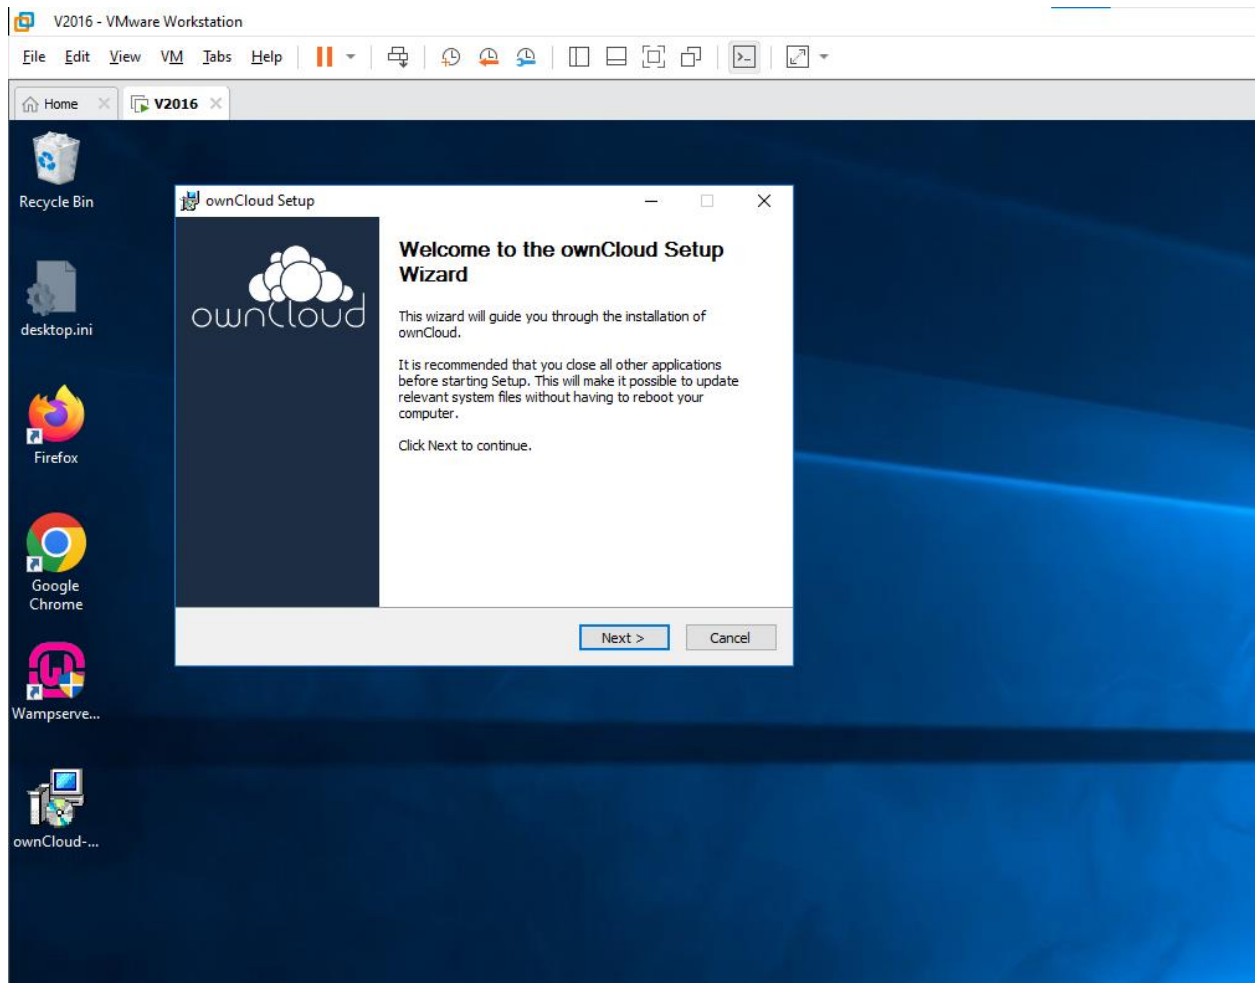 V2016 - VMware Workstation
File Edit View VM Tabs Help
Home V2016
Recycle Bin
desktop.ini
Firefox
Google
Chrome
Wampserve...
ownCloud-...
ownCloud Setup
ownCloud
Welcome to the ownCloud Setup
Wizard
This wizard will guide you through the installation of
ownCloud.
It is recommended that you close all other applications
before starting Setup. This will make it possible to update
relevant system files without having to reboot your
computer.
Click Next to continue.
Next > Cancel